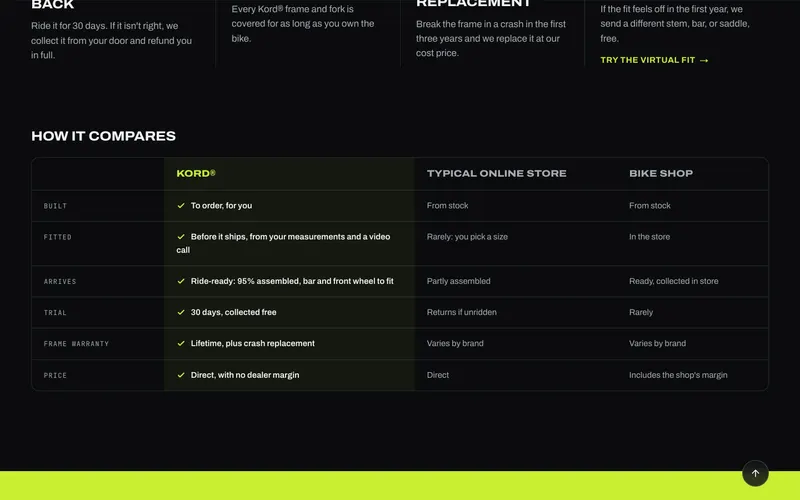 BACK
Ride it for 30 days. If it isn't right, we
collect it from your door and refund you
in full.
Every Kord® frame and fork is
covered for as long as you own the
bike.
REPLACEMENT
Break the frame in a crash in the first
three years and we replace it at our
cost price.
If the fit feels off in the first year, we
send a different stem, bar, or saddle,
free.
TRY THE VIRTUAL FIT →
HOW IT COMPARES
KORD® TYPICAL ONLINE STORE BIKE SHOP
BUILT ✓ To order, for you From stock From stock
FITTED ✓ Before it ships, from your measurements and a video Rarely: you pick a size In the store
call
ARRIVES ✓ Ride-ready: 95% assembled, bar and front wheel to fit Partly assembled Ready, collected in store
TRIAL ✓ 30 days, collected free Returns if unridden Rarely
FRAME WARRANTY ✓ Lifetime, plus crash replacement Varies by brand Varies by brand
PRICE ✓ Direct, with no dealer margin Direct Includes the shop's margin